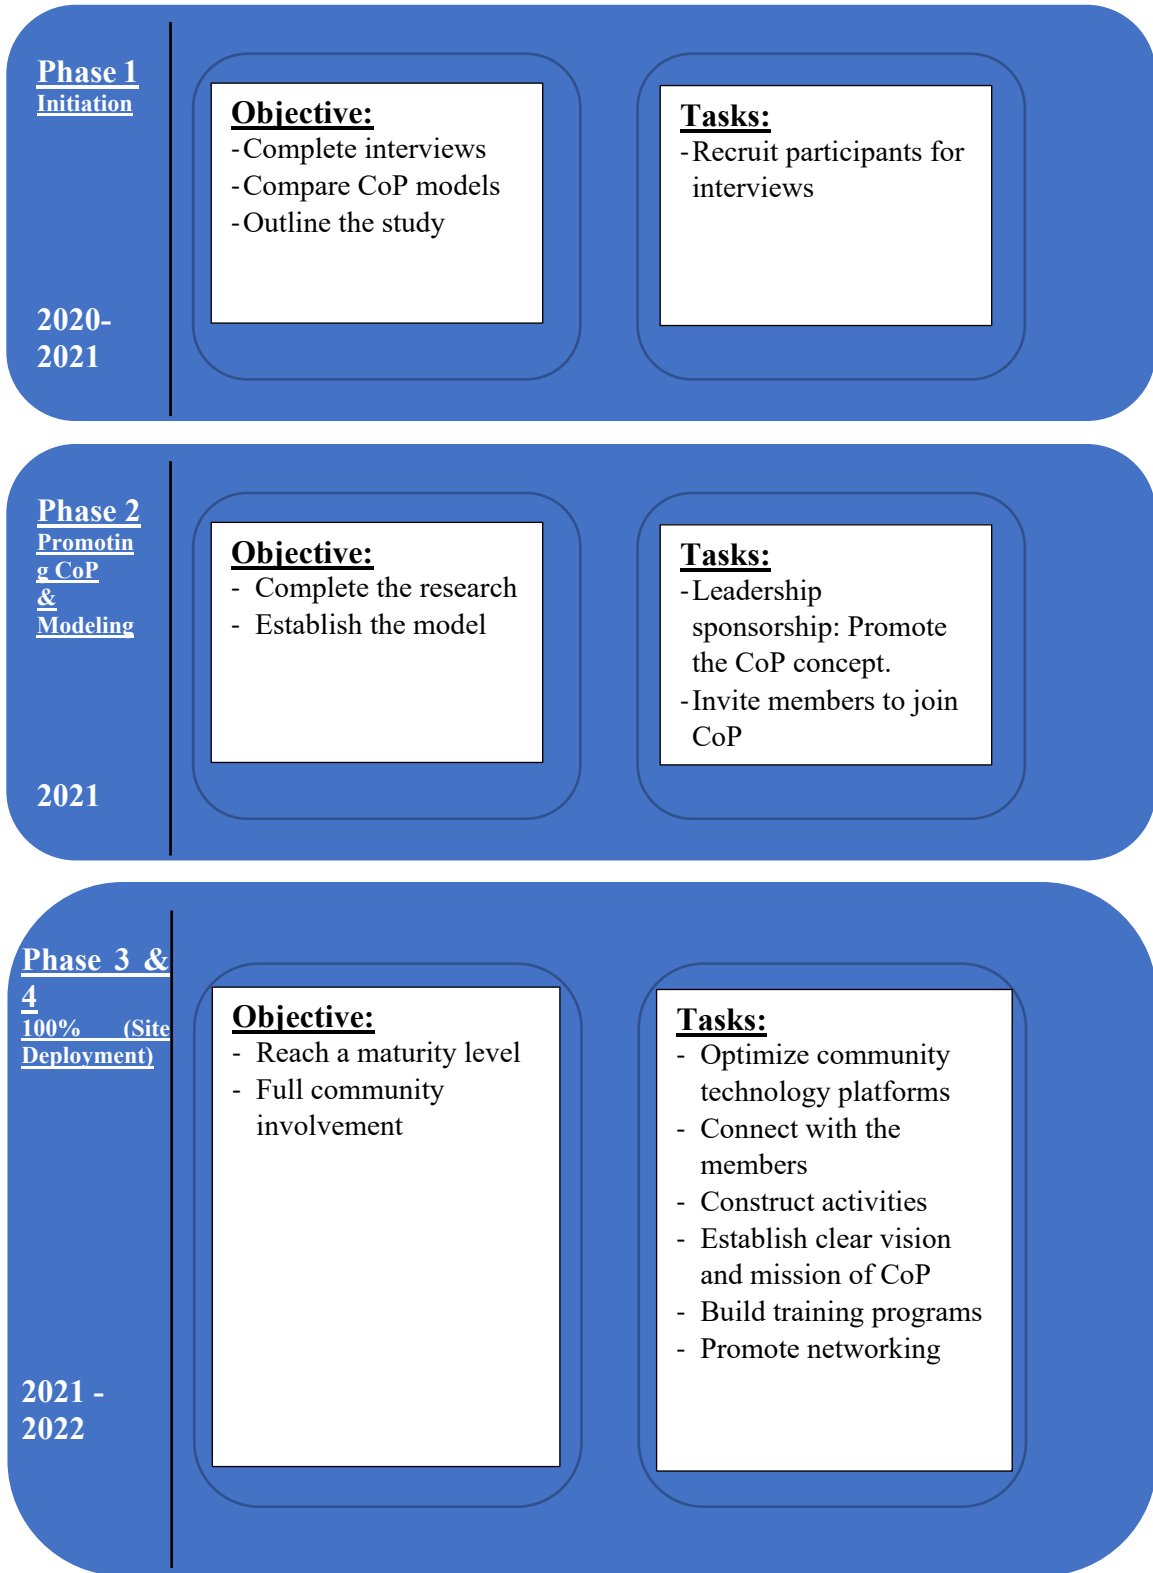 Phase 1
Initiation
2020-
2021
Objective:
-Complete interviews
-Compare CoP models
-Outline the study
Tasks:
-Recruit participants for
interviews
Phase 2
Promotin
g CoP
&
Modeling
2021
Objective:
- Complete the research
- Establish the model
Tasks:
-Leadership
sponsorship: Promote
the CoP concept.
-Invite members to join
CoP
Phase 3 &
4
100% (Site
Deployment)
2021 -
2022
Objective:
- Reach a maturity level
- Full community
involvement
Tasks:
- Optimize community
technology platforms
- Connect with the
members
- Construct activities
- Establish clear vision
and mission of CoP
- Build training programs
- Promote networking